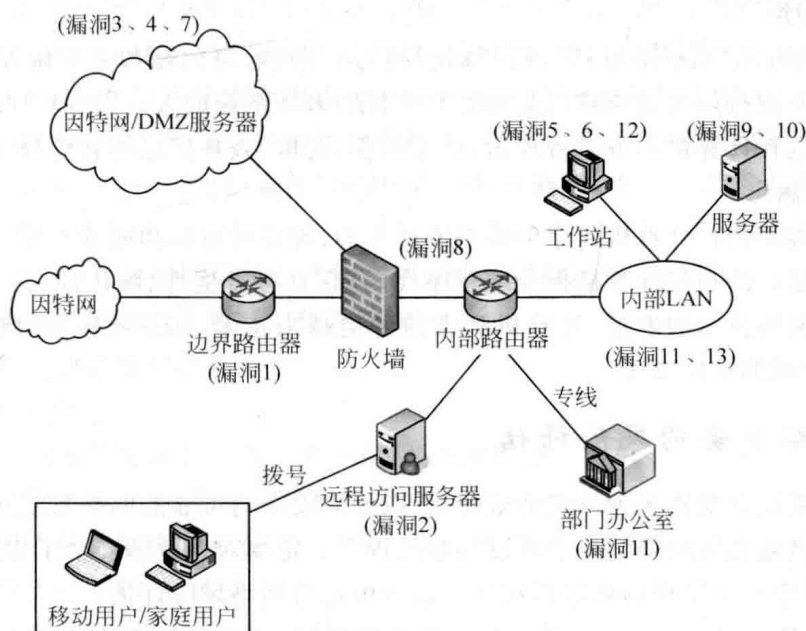 (漏洞3、4、7)
因特网/DMZ服务器
(漏洞5、6、12)
(漏洞9、10)
工作站
服务器
(漏洞8)
因特网
边界路由器
(漏洞1)
防火墙
内部路由器
内部LAN
(漏洞11、13)
专线
拨号
远程访问服务器
(漏洞2)
部门办公室
(漏洞11)
移动用户/家庭用户